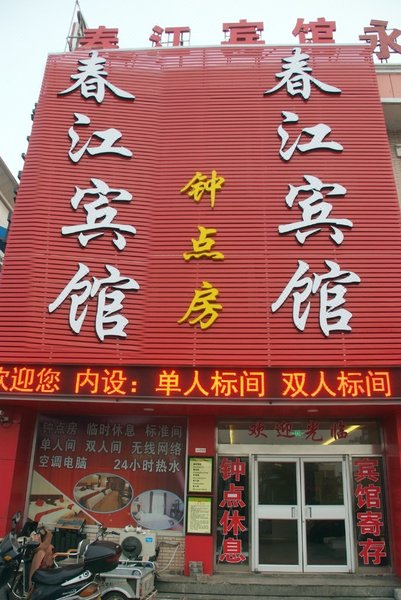 春江宾馆永
春江宾馆
钟点房
春江宾馆
欢迎您 内设：单人标间 双人标间
钟点房 临时休息 标准间
单人间 双人间 无线网络
空调电脑 24小时热水
欢迎光临
钟点休息
宾馆寄存